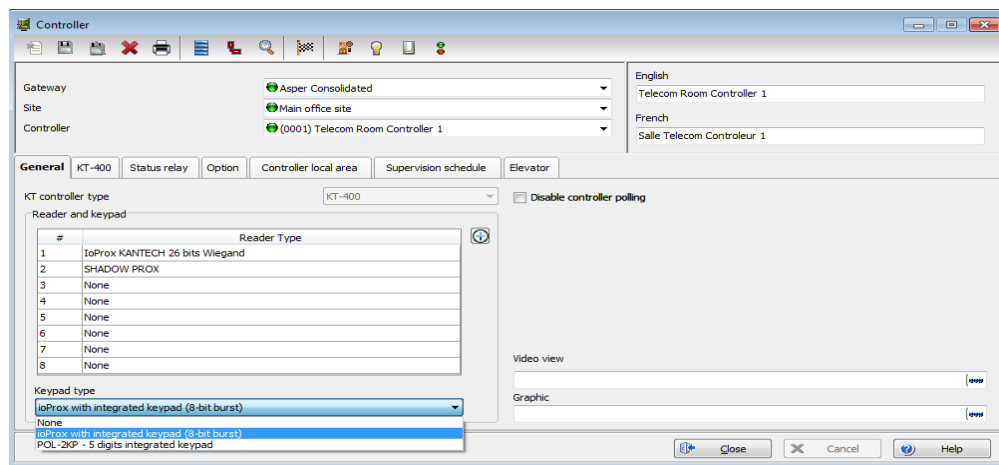 Controller
Gateway
Asper Consolidated
Site
Main office site
Controller
(0001) Telecom Room Controller 1
English
Telecom Room Controller 1
French
Salle Telecom Controleur 1
General KT-400 Status relay Option Controller local area Supervision schedule Elevator
KT controller type
KT-400
Disable controller polling
Reader and keypad
# Reader Type
1 IoProx KANTECH 26 bits Wiegand
2 SHADOW PROX
3 None
4 None
5 None
6 None
7 None
8 None
Keypad type
ioProx with integrated keypad (8-bit burst)
None
ioProx with integrated keypad (8-bit burst)
POL-2KP - 5 digits integrated keypad
Video view
Graphic
Close Cancel Help